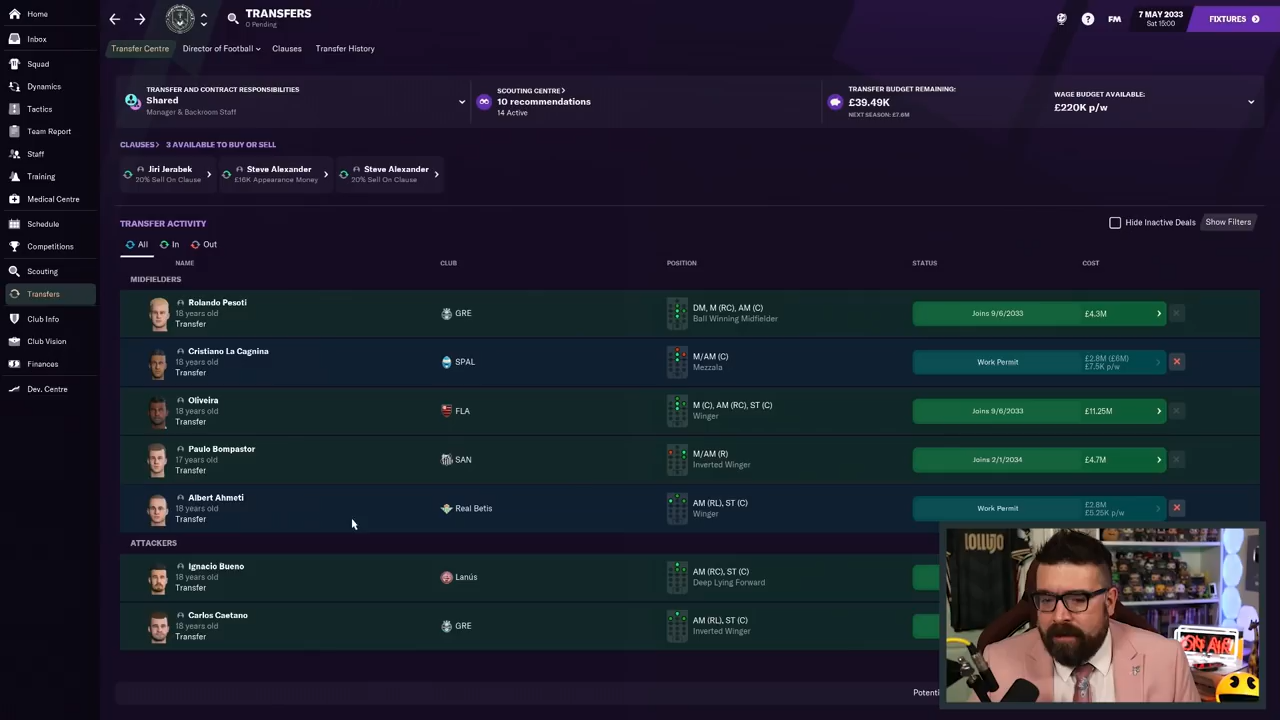 Home
Inbox
Squad
Dynamics
Tactics
Team Report
Staff
Training
Medical Centre
Schedule
Competitions
Scouting
Transfers
Club Info
Club Vision
Finances
Dev. Centre
TRANSFERS
0 Pending
FM
7 MAY 2033
Sat 15:00
FIXTURES
Transfer Centre
Director of Football
Clauses
Transfer History
TRANSFER AND CONTRACT RESPONSIBILITIES
Shared
Manager & Backroom Staff
SCOUTING CENTRE
10 recommendations
14 Active
TRANSFER BUDGET REMAINING:
£39.49K
NEXT SEASON: £7.6M
WAGE BUDGET AVAILABLE:
£220K p/w
CLAUSES 3 AVAILABLE TO BUY OR SELL
Jiri Jerabek
20% Sell On Clause
Steve Alexander
£16K Appearance Money
Steve Alexander
20% Sell On Clause
TRANSFER ACTIVITY
Hide Inactive Deals
Show Filters
All
In
Out
NAME CLUB POSITION STATUS COST
MIDFIELDERS
Rolando Pesoti
18 years old
Transfer
GRE
DM, M (RC), AM (C)
Ball Winning Midfielder
Joins 9/6/2033
£4.3M
Cristiano La Cagnina
18 years old
Transfer
SPAL
M/AM (C)
Mezzala
Work Permit
£2.8M (£6M)
£7.5K p/w
Oliveira
18 years old
Transfer
FLA
M (C), AM (RC), ST (C)
Winger
Joins 9/6/2033
£11.25M
Paulo Bompastor
17 years old
Transfer
SAN
M/AM (R)
Inverted Winger
Joins 2/1/2034
£4.7M
Albert Ahmeti
18 years old
Transfer
Real Betis
AM (RL), ST (C)
Winger
Work Permit
£2.8M
£5.25K p/w
ATTACKERS
Ignacio Bueno
18 years old
Transfer
Lanús
AM (RC), ST (C)
Deep Lying Forward
Carlos Caetano
18 years old
Transfer
GRE
AM (RL), ST (C)
Inverted Winger
Potenti
lollujo
ON AIR